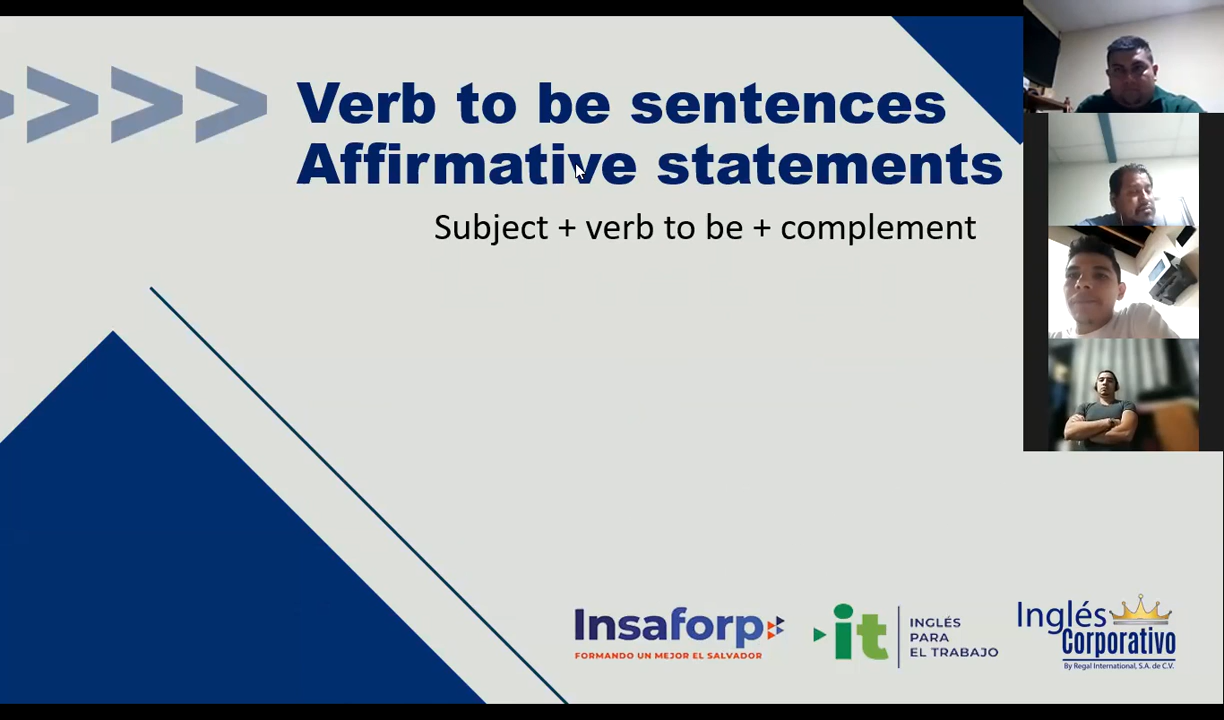 Verb to be sentences
Affirmative statements
Subject + verb to be + complement
Insaforp
FORMANDO UN MEJOR EL SALVADOR
it
INGLÉS
PARA
EL TRABAJO
Inglés
Corporativo
By Regal International, S.A. de C.V.